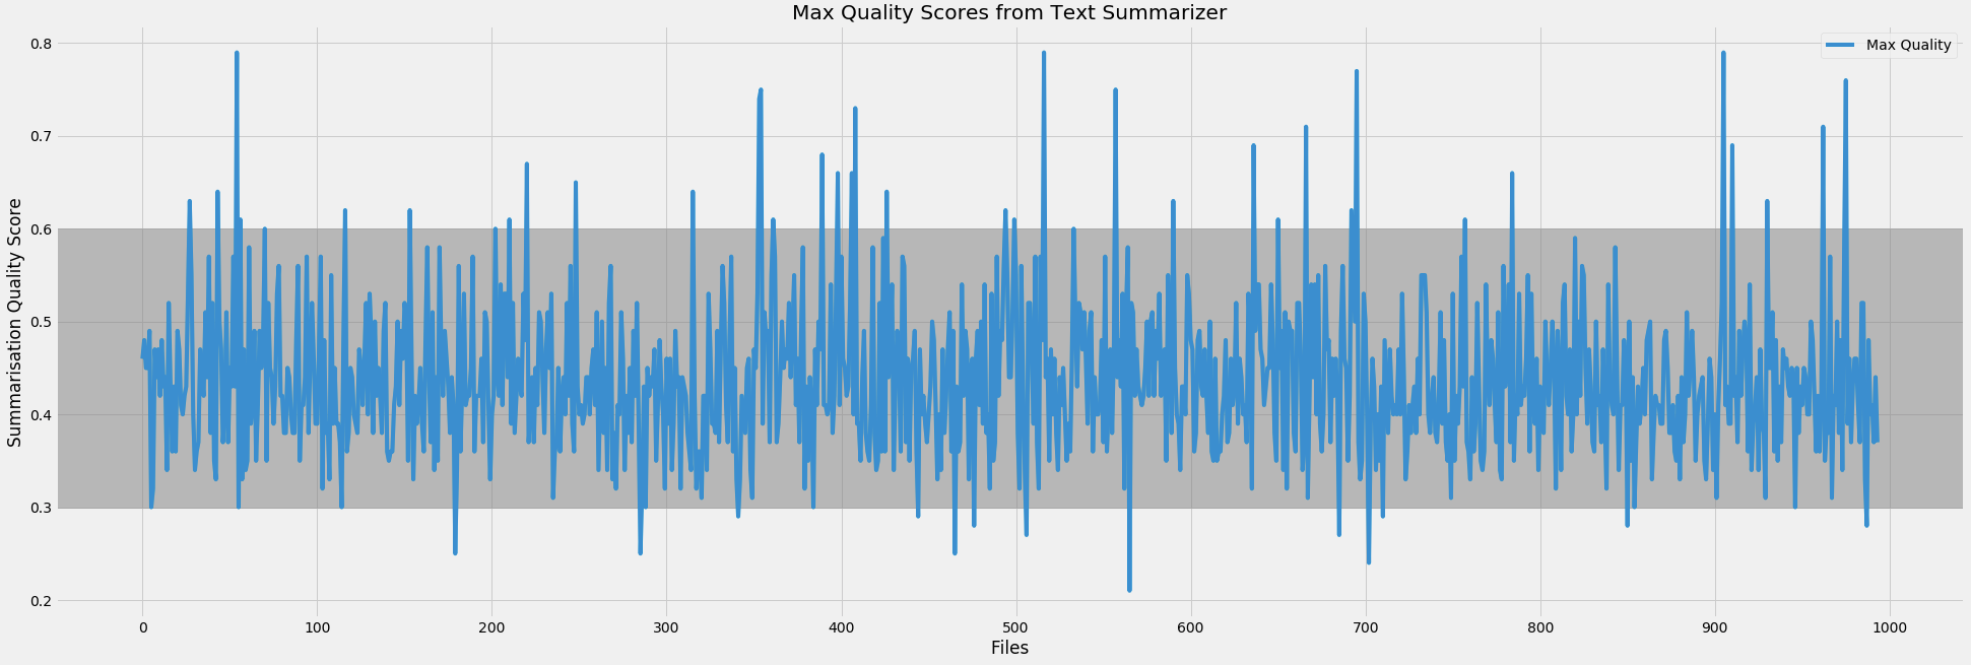 Max Quality Scores from Text Summarizer
Max Quality
Summarisation Quality Score
0.8
0.7
0.6
0.5
0.4
0.3
0.2
0 100 200 300 400 500 600 700 800 900 1000
Files